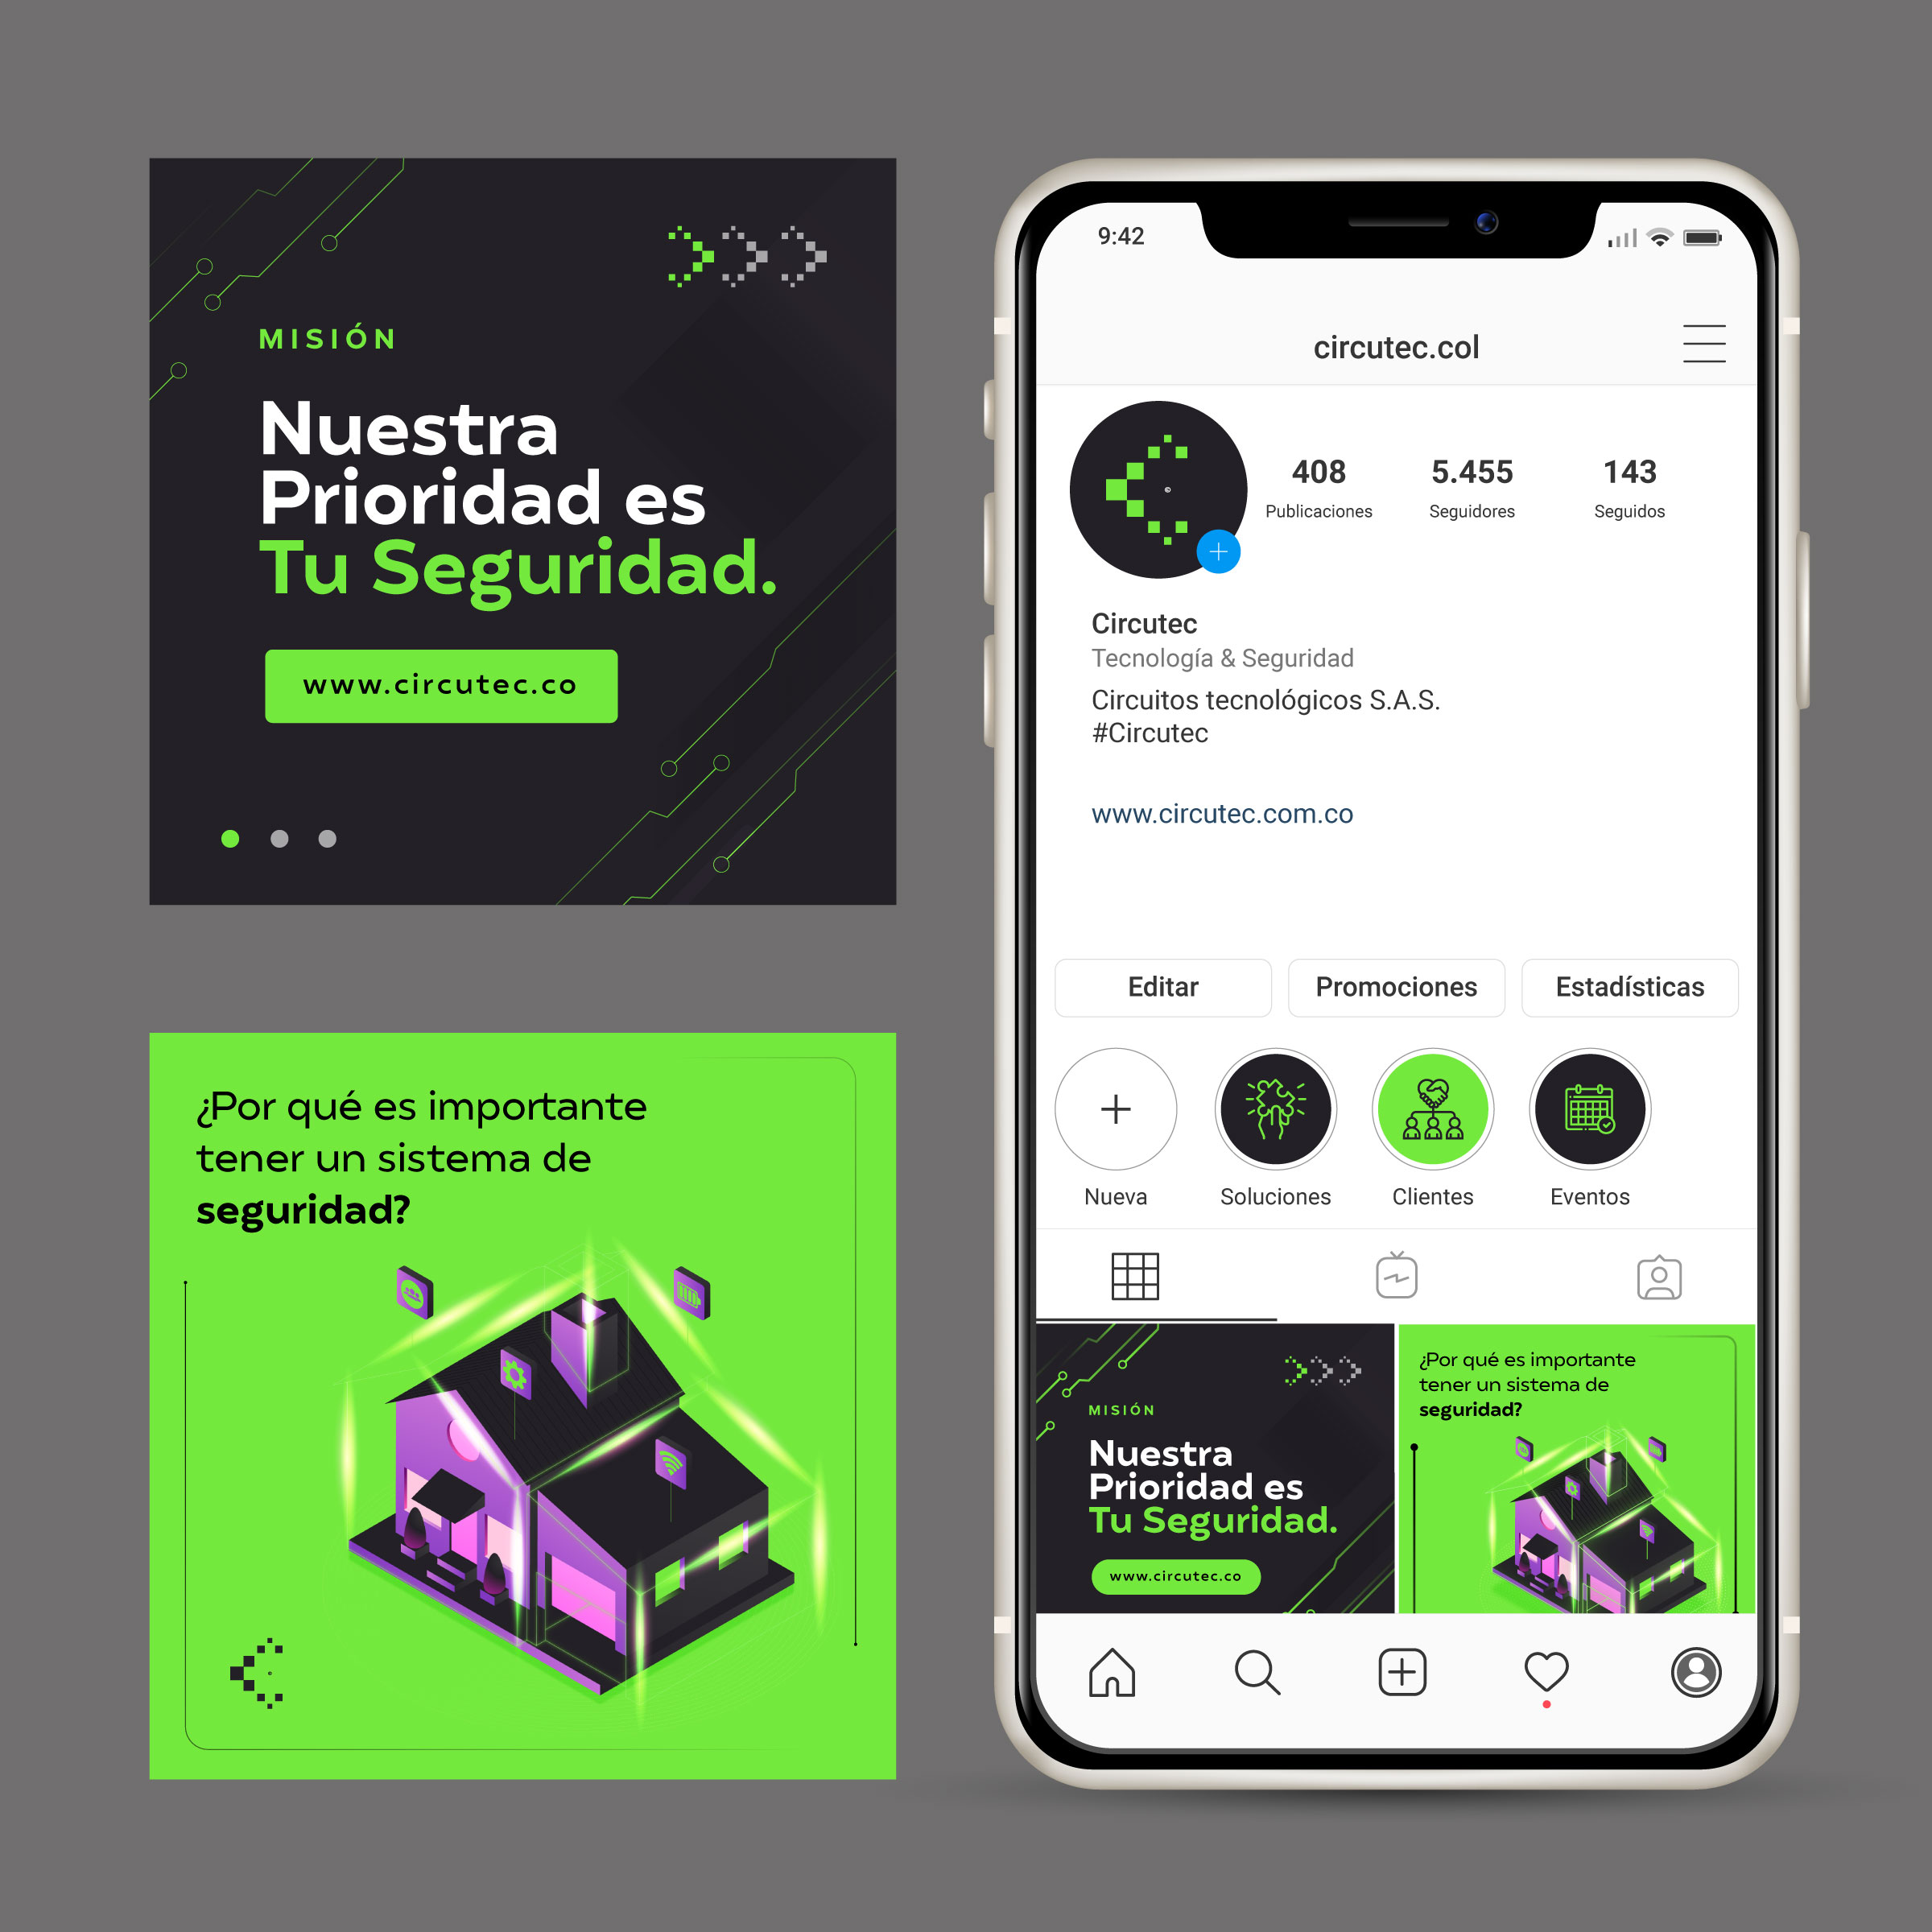 MISIÓN
Nuestra
Prioridad es
Tu Seguridad.
www.circutec.co
¿Por qué es importante
tener un sistema de
seguridad?
9:42
circutec.col
408
Publicaciones
5.455
Seguidores
143
Seguidos
Circutec
Tecnología & Seguridad
Circuitos tecnológicos S.A.S.
#Circutec
www.circutec.com.co
Editar
Promociones
Estadísticas
Nueva
Soluciones
Clientes
Eventos
MISIÓN
Nuestra
Prioridad es
Tu Seguridad.
www.circutec.co
¿Por qué es importante
tener un sistema de
seguridad?